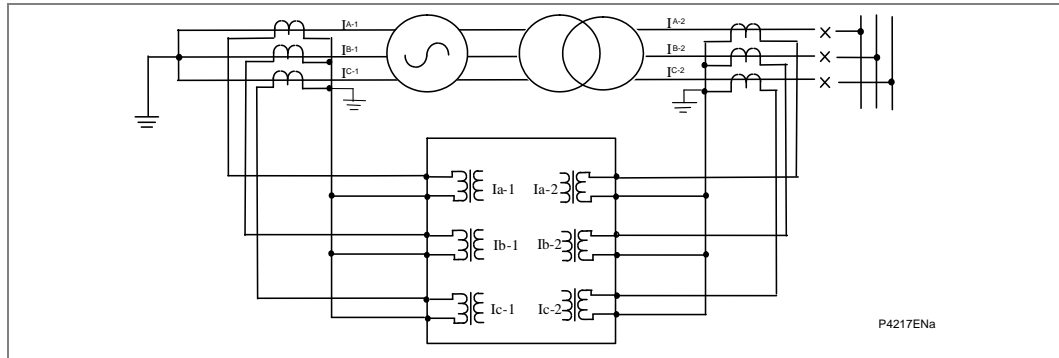 IA-1
IA-2
IB-1
IB-2
IC-1
IC-2
Ia-1
Ia-2
Ib-1
Ib-2
Ic-1
Ic-2
P4217ENa